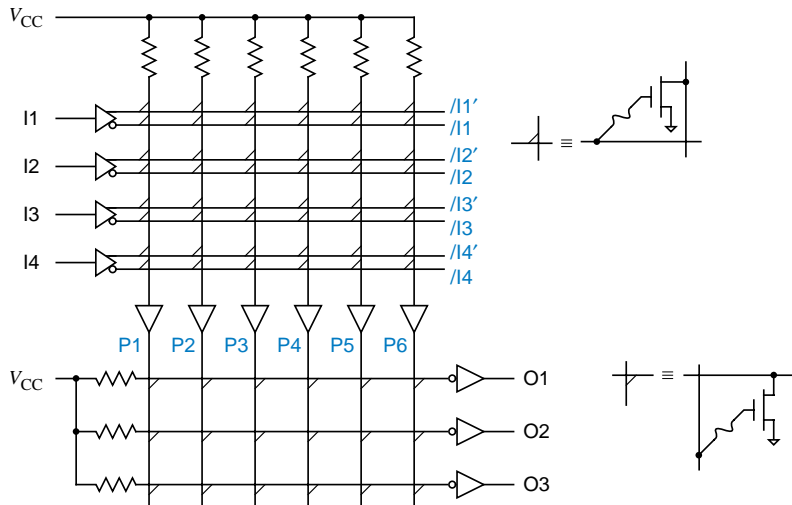 VCC
I1
/I1′
/I1
I2
/I2′
/I2
≡
I3
/I3′
/I3
I4
/I4′
/I4
P1 P2 P3 P4 P5 P6
VCC
O1
≡
O2
O3